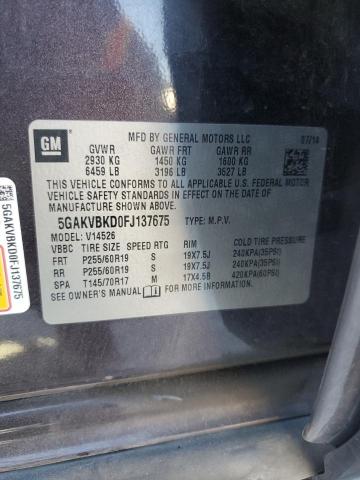 GM
MFD BY GENERAL MOTORS LLC 07/14
GVWR GAWR FRT GAWR RR
2930 KG 1450 KG 1600 KG
6459 LB 3196 LB 3527 LB
THIS VEHICLE CONFORMS TO ALL APPLICABLE U.S. FEDERAL MOTOR
VEHICLE SAFETY STANDARDS IN EFFECT ON THE
DATE OF MANUFACTURE SHOWN ABOVE.
5GAKVBKD0FJ137675 TYPE: M.P.V.
MODEL: V14526
VBBC TIRE SIZE SPEED RTG RIM COLD TIRE PRESSURE
FRT P255/60R19 S 19X7.5J 240KPA(35PSI)
RR P255/60R19 S 19X7.5J 240KPA(35PSI)
SPA T145/70R17 M 17X4.5B 420KPA(60PSI)
SEE OWNER'S MANUAL FOR MORE INFORMATION.
5GAKVBKD0FJ137675